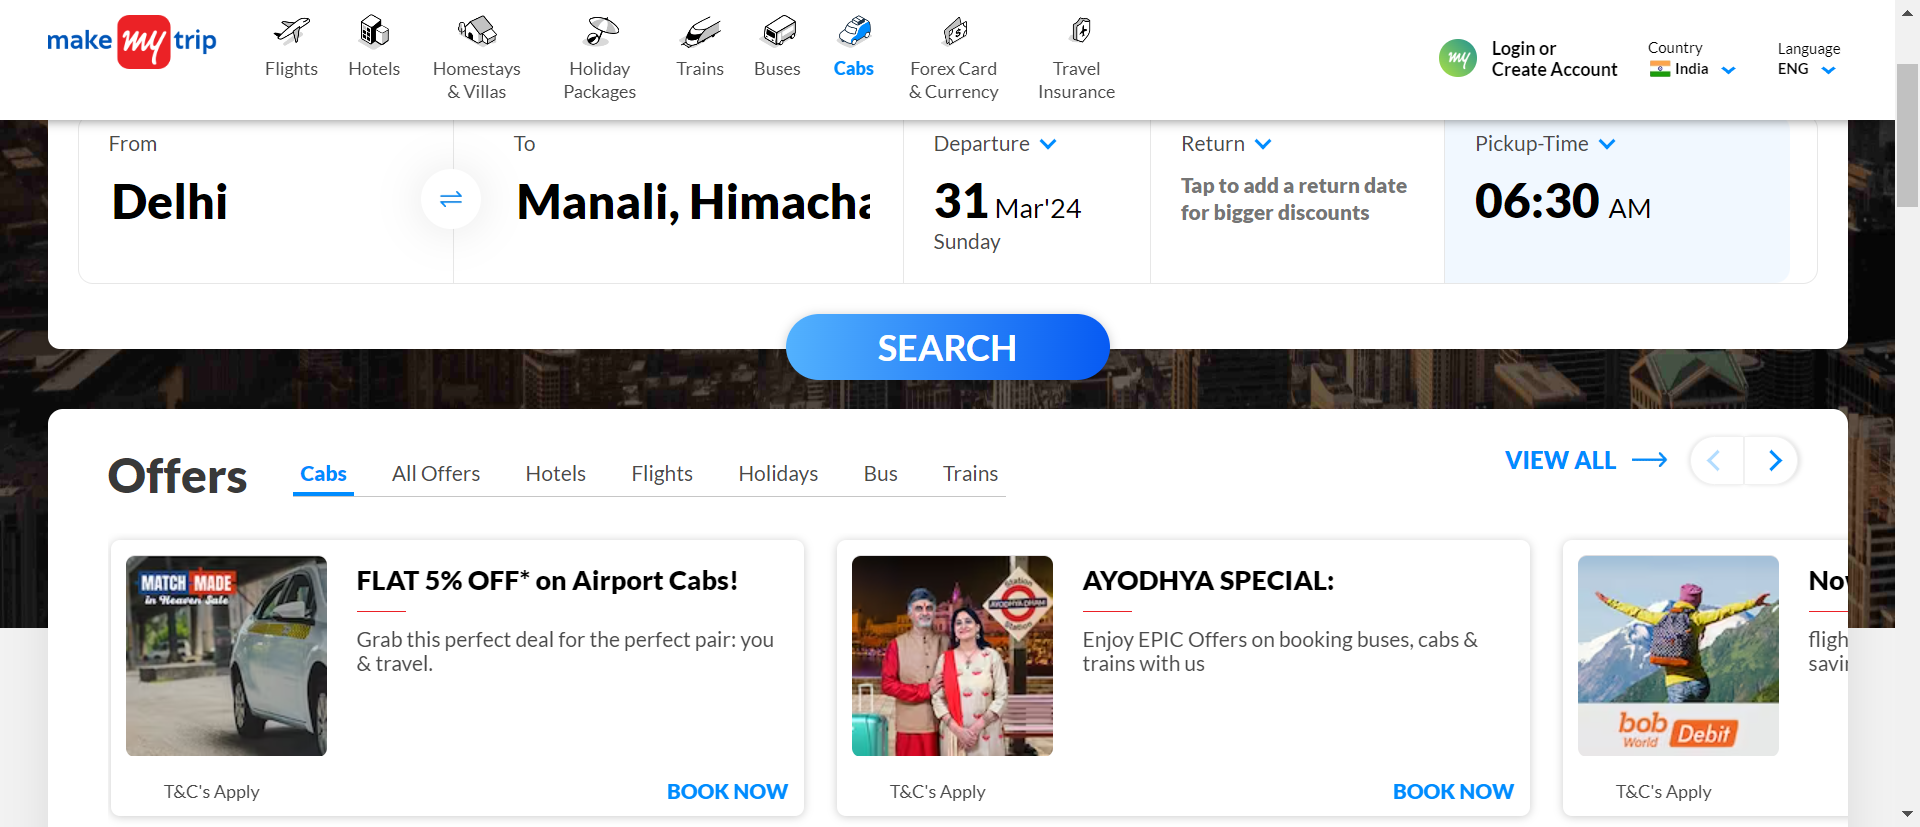 make my trip
Flights
Hotels
Homestays
& Villas
Holiday
Packages
Trains
Buses
Cabs
Forex Card
& Currency
Travel
Insurance
my
Login or
Create Account
Country
India
Language
ENG
From
Delhi
To
Manali, Himacha
Departure
31 Mar'24
Sunday
Return
Tap to add a return date
for bigger discounts
Pickup-Time
06:30 AM
SEARCH
Offers
Cabs
All Offers
Hotels
Flights
Holidays
Bus
Trains
VIEW ALL
MATCH MADE
in Heaven Sale
FLAT 5% OFF* on Airport Cabs!
Grab this perfect deal for the perfect pair: you
& travel.
T&C's Apply
BOOK NOW
Station
AYODHYA DHAM
Station
AYODHYA SPECIAL:
Enjoy EPIC Offers on booking buses, cabs &
trains with us
T&C's Apply
BOOK NOW
bob
World
Debit
Nov
fligh
savin
T&C's Apply